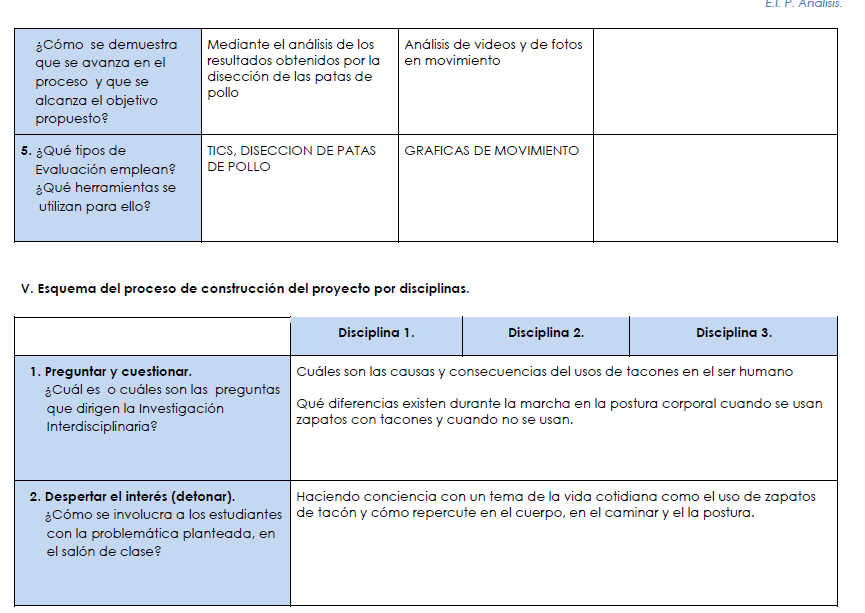 E.I. P. Análisis.
¿Cómo se demuestra
que se avanza en el
proceso y que se
alcanza el objetivo
propuesto?
Mediante el análisis de los
resultados obtenidos por la
disección de las patas de
pollo
Análisis de videos y de fotos
en movimiento
5. ¿Qué tipos de
Evaluación emplean?
¿Qué herramientas se
utilizan para ello?
TICS, DISECCION DE PATAS
DE POLLO
GRAFICAS DE MOVIMIENTO
V. Esquema del proceso de construcción del proyecto por disciplinas.
Disciplina 1.
Disciplina 2.
Disciplina 3.
1. Preguntar y cuestionar.
¿Cuál es o cuáles son las preguntas
que dirigen la Investigación
Interdisciplinaria?
Cuáles son las causas y consecuencias del usos de tacones en el ser humano
Qué diferencias existen durante la marcha en la postura corporal cuando se usan
zapatos con tacones y cuando no se usan.
2. Despertar el interés (detonar).
¿Cómo se involucra a los estudiantes
con la problemática planteada, en
el salón de clase?
Haciendo conciencia con un tema de la vida cotidiana como el uso de zapatos
de tacón y cómo repercute en el cuerpo, en el caminar y el la postura.